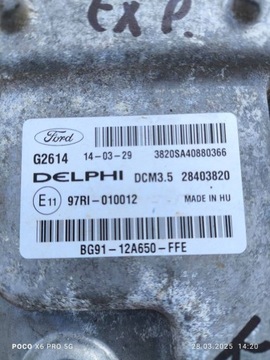 EXP.
Ford
G2614 14-03-29 3820SA40880366
DELPHI DCM3.5 28403820
E11 97RI-010012 MADE IN HU
BG91-12A650-FFE
POCO X6 PRO 5G 28.03.2025 14:20